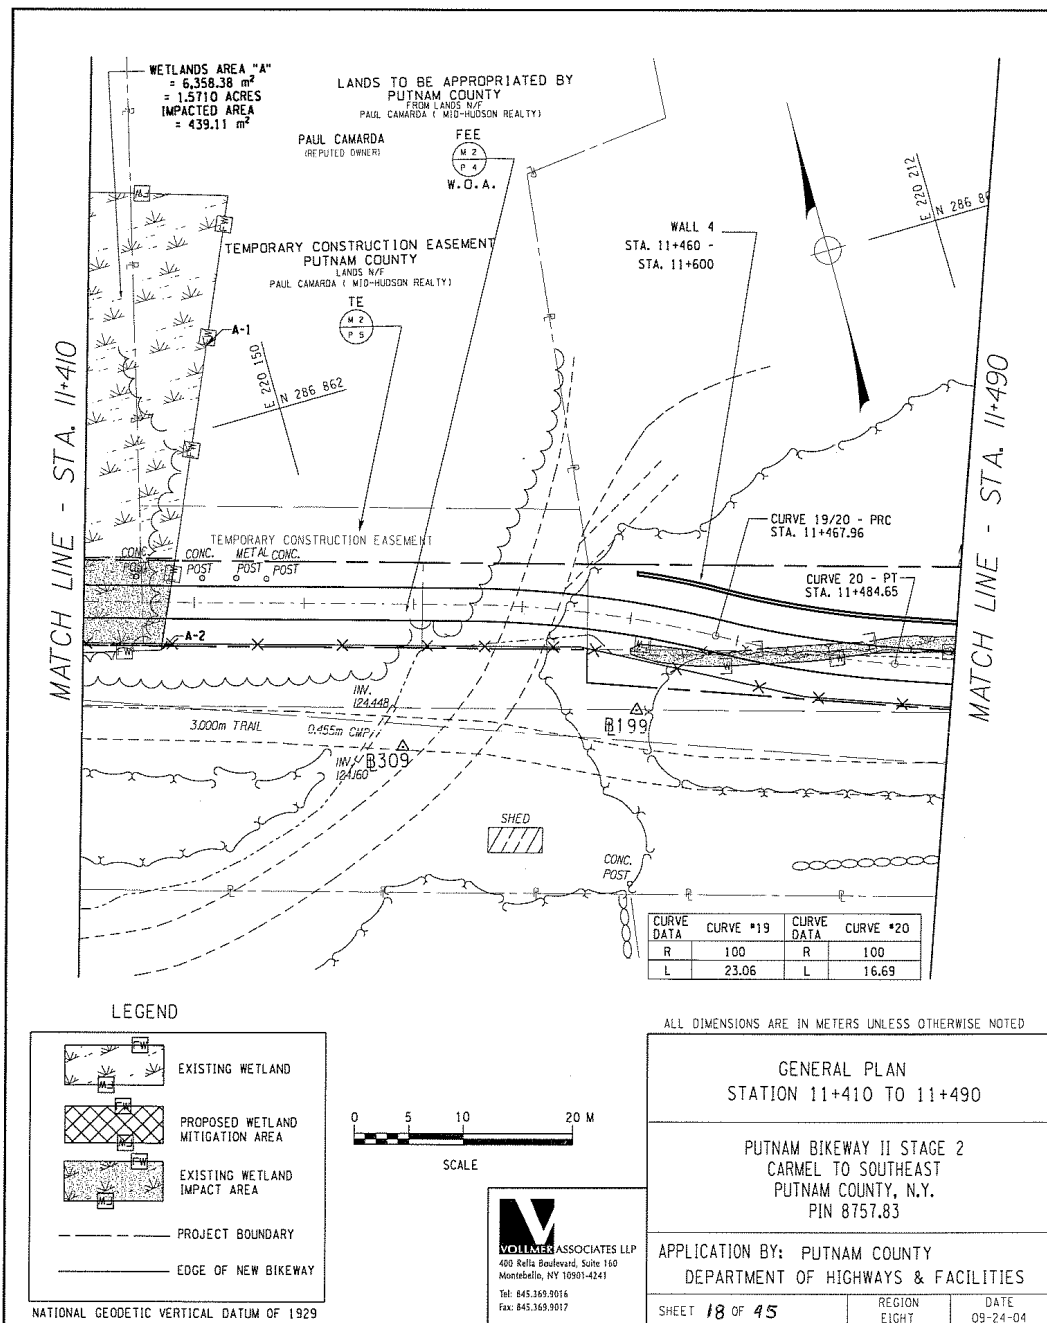 WETLANDS AREA "A"
= 6,358.38 m²
= 1.5710 ACRES
IMPACTED AREA
= 439.11 m²
LANDS TO BE APPROPRIATED BY
PUTNAM COUNTY
FROM LANDS N/F
PAUL CAMARDA ( MID-HUDSON REALTY)
PAUL CAMARDA
(REPUTED OWNER)
FEE
M 2
P 4
W.O.A.
TEMPORARY CONSTRUCTION EASEMENT
PUTNAM COUNTY
LANDS N/F
PAUL CAMARDA ( MID-HUDSON REALTY)
TE
M 2
P 5
WALL 4
STA. 11+460 -
STA. 11+600
E 220 212
N 286 8
A-1
E 220 150
N 286 862
MATCH LINE - STA. 11+410
MATCH LINE - STA. 11+490
TEMPORARY CONSTRUCTION EASEMENT
CONC. POST
CONC. POST
METAL POST
CONC. POST
CURVE 19/20 - PRC
STA. 11+467.96
CURVE 20 - PT
STA. 11+484.65
A-2
INV.
124.448
3.000m TRAIL
0.455m CMP
INV.
124.160
B309
B199
SHED
CONC.
POST
CURVE DATA CURVE #19 CURVE DATA CURVE #20
R 100 R 100
L 23.06 L 16.69
LEGEND
FW
EXISTING WETLAND
FW
FW
PROPOSED WETLAND
MITIGATION AREA
FW
FW
EXISTING WETLAND
IMPACT AREA
FW
PROJECT BOUNDARY
EDGE OF NEW BIKEWAY
NATIONAL GEODETIC VERTICAL DATUM OF 1929
0 5 10 20 M
SCALE
VOLLMER ASSOCIATES LLP
400 Rella Boulevard, Suite 160
Montebello, NY 10901-4241
Tel: 845.369.9016
Fax: 845.369.9017
ALL DIMENSIONS ARE IN METERS UNLESS OTHERWISE NOTED
GENERAL PLAN
STATION 11+410 TO 11+490
PUTNAM BIKEWAY II STAGE 2
CARMEL TO SOUTHEAST
PUTNAM COUNTY, N.Y.
PIN 8757.83
APPLICATION BY: PUTNAM COUNTY
DEPARTMENT OF HIGHWAYS & FACILITIES
SHEET 18 OF 45
REGION
EIGHT
DATE
09-24-04